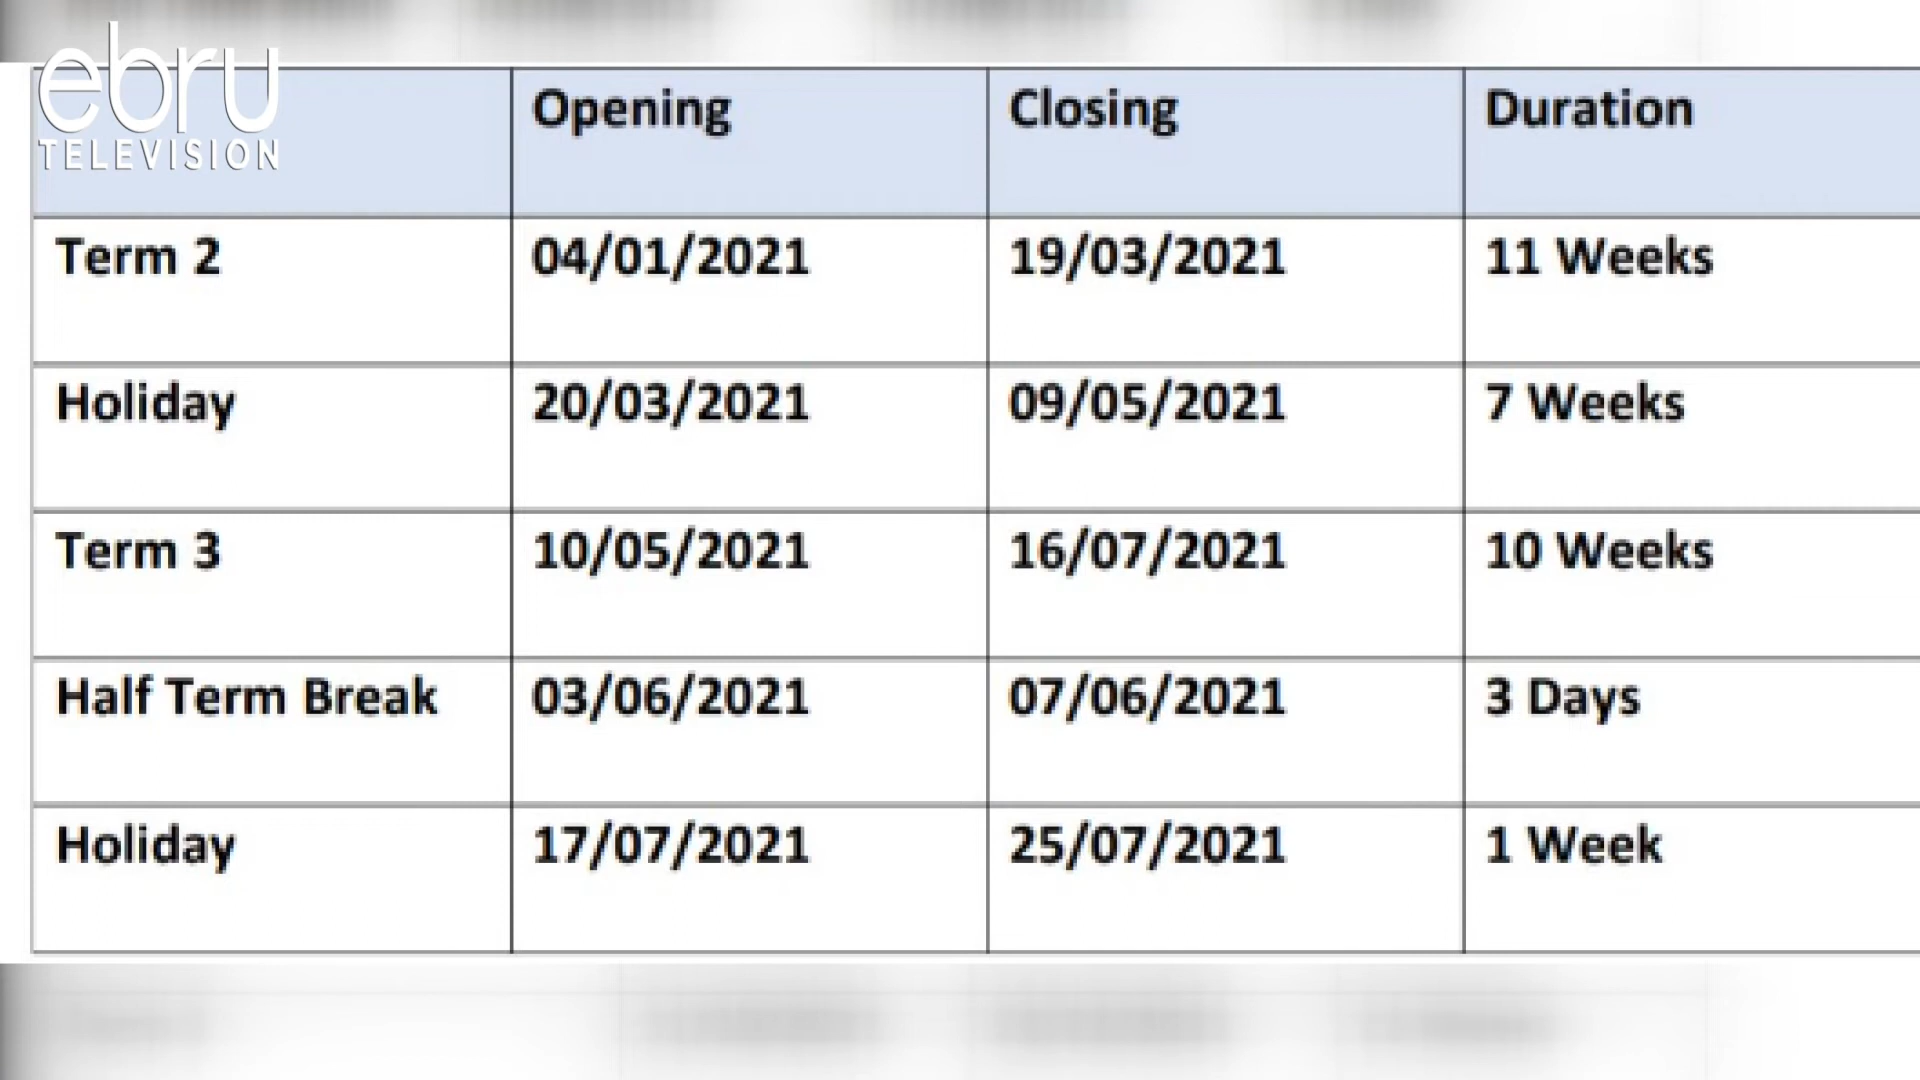 ebru
TELEVISION
Opening Closing Duration
Term 2 04/01/2021 19/03/2021 11 Weeks
Holiday 20/03/2021 09/05/2021 7 Weeks
Term 3 10/05/2021 16/07/2021 10 Weeks
Half Term Break 03/06/2021 07/06/2021 3 Days
Holiday 17/07/2021 25/07/2021 1 Week